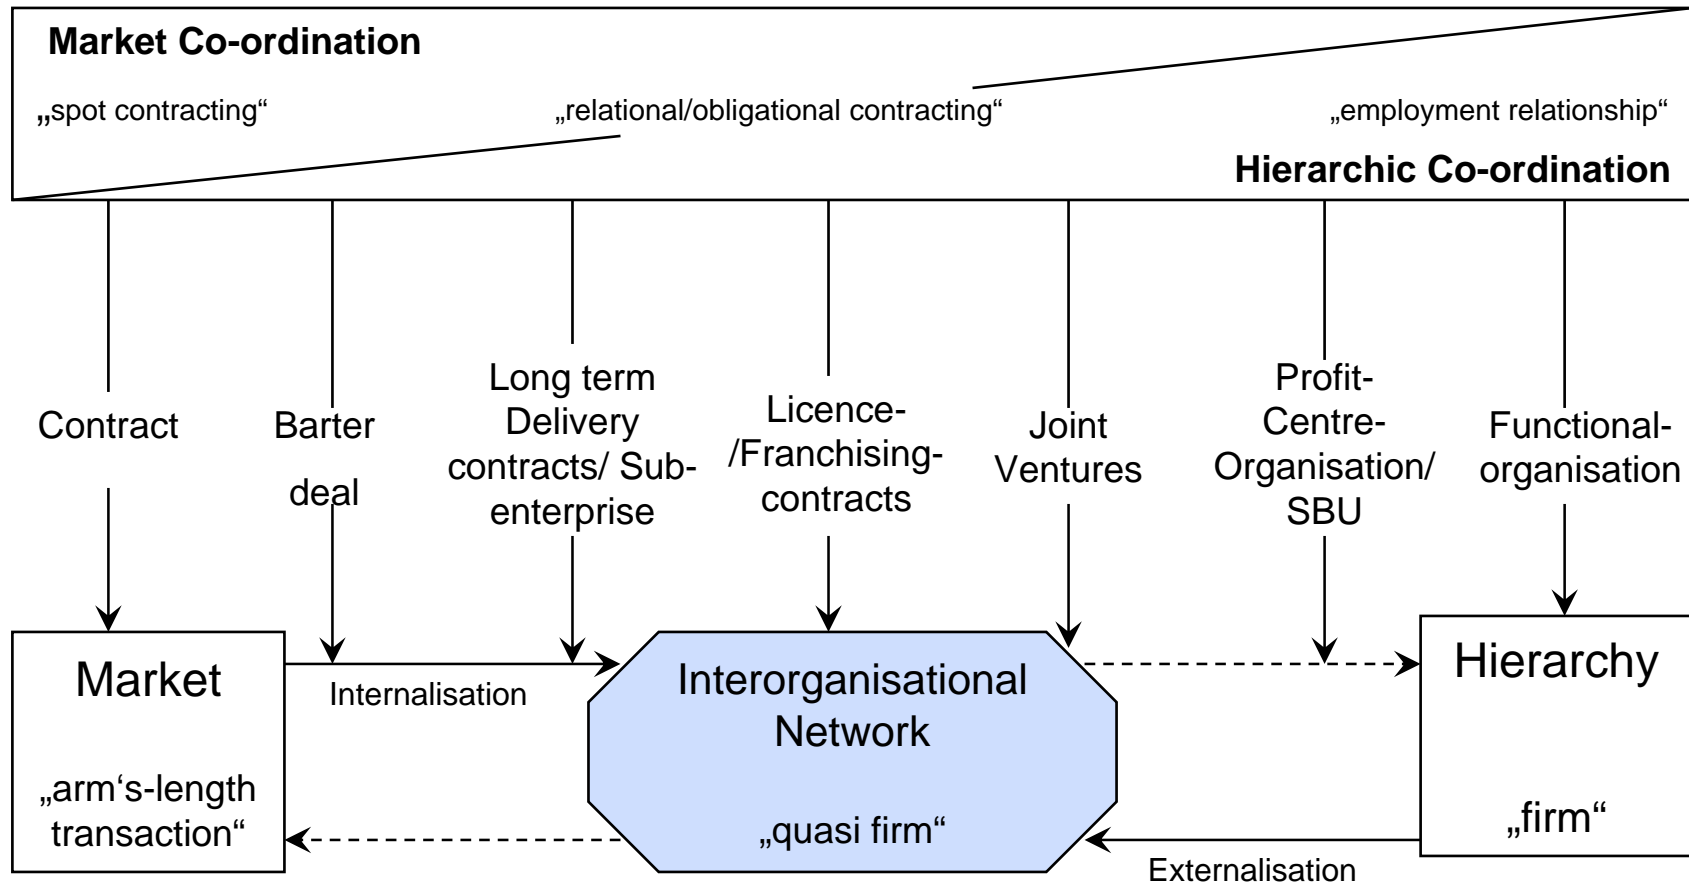 Market Co-ordination
„spot contracting“
„relational/obligational contracting“
„employment relationship“
Hierarchic Co-ordination
Contract
Barter
deal
Long term
Delivery
contracts/ Sub-
enterprise
Licence-
/Franchising-
contracts
Joint
Ventures
Profit-
Centre-
Organisation/
SBU
Functional-
organisation
Market
„arm‘s-length
transaction“
Internalisation
Interorganisational
Network
„quasi firm“
Hierarchy
„firm“
Externalisation